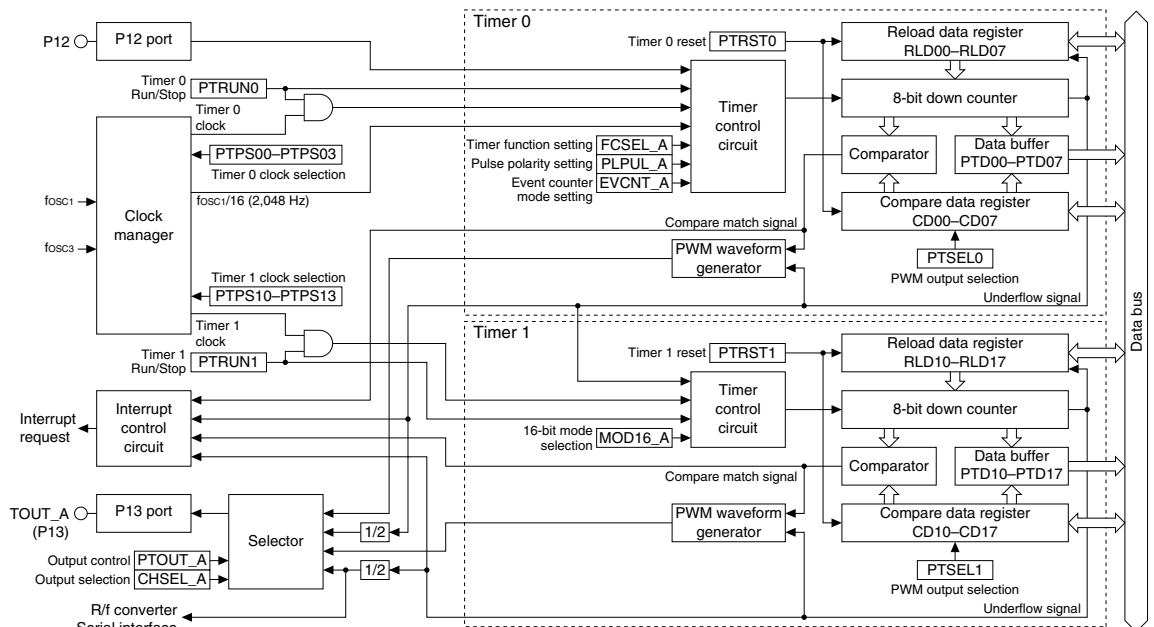 Timer 0
P12
P12 port
Timer 0 reset
PTRST0
Reload data register
RLD00–RLD07
Timer 0
Run/Stop
PTRUN0
Timer 0
clock
Timer
control
circuit
8-bit down counter
PTPS00–PTPS03
Timer 0 clock selection
Timer function setting
FCSEL_A
Pulse polarity setting
PLPUL_A
Event counter
mode setting
EVCNT_A
Comparator
Data buffer
PTD00–PTD07
fOSC1/16 (2,048 Hz)
fOSC1
Clock
manager
fOSC3
Compare match signal
Compare data register
CD00–CD07
PWM waveform
generator
PTSEL0
PWM output selection
Timer 1 clock selection
PTPS10–PTPS13
Underflow signal
Data bus
Timer 1
Timer 1
clock
Timer 1
Run/Stop
PTRUN1
Timer 1 reset
PTRST1
Reload data register
RLD10–RLD17
Timer
control
circuit
8-bit down counter
Interrupt
request
Interrupt
control
circuit
16-bit mode
selection
MOD16_A
Comparator
Data buffer
PTD10–PTD17
Compare match signal
TOUT_A
(P13)
P13 port
Selector
1/2
PWM waveform
generator
Compare data register
CD10–CD17
Output control
PTOUT_A
Output selection
CHSEL_A
1/2
PTSEL1
PWM output selection
Underflow signal
R/f converter
Serial interface